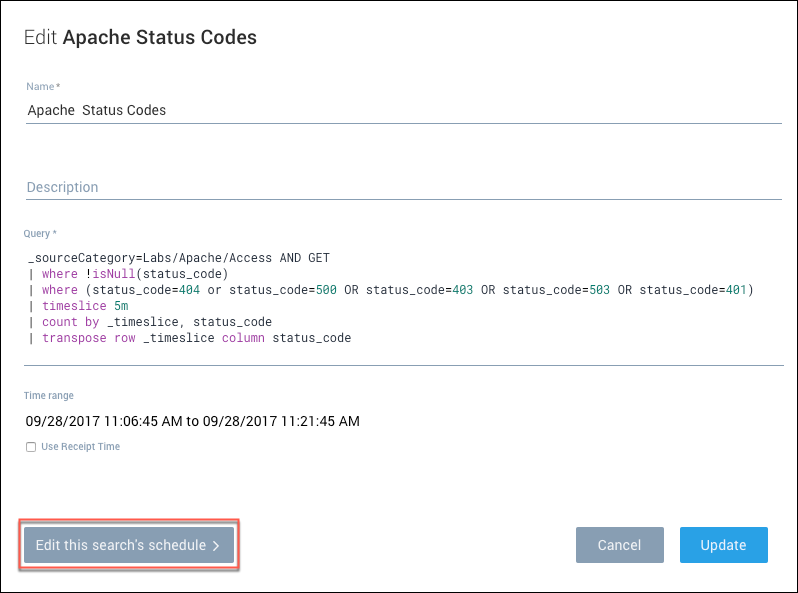 Edit Apache Status Codes
Name*
Apache  Status Codes
Description
Query *
_sourceCategory=Labs/Apache/Access AND GET
| where !isNull(status_code)
| where (status_code=404 or status_code=500 OR status_code=403 OR status_code=503 OR status_code=401)
| timeslice 5m
| count by _timeslice, status_code
| transpose row _timeslice column status_code
Time range
09/28/2017 11:06:45 AM to 09/28/2017 11:21:45 AM
Use Receipt Time
Edit this search's schedule >
Cancel
Update